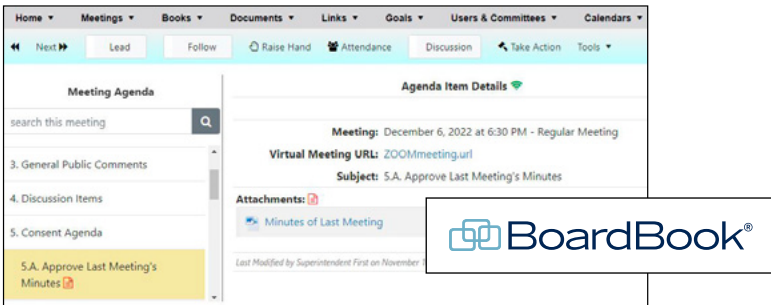 Home Meetings Books Documents Links Goals Users & Committees Calendars
Next Lead Follow Raise Hand Attendance Discussion Take Action Tools
Meeting Agenda
search this meeting
3. General Public Comments
4. Discussion Items
5. Consent Agenda
5.A. Approve Last Meeting's
Minutes
Agenda Item Details
Meeting: December 6, 2022 at 6:30 PM - Regular Meeting
Virtual Meeting URL: ZOOMmeeting.url
Subject: 5.A. Approve Last Meeting's Minutes
Attachments:
Minutes of Last Meeting
Last Modified by Superintendent First on November
BoardBook®